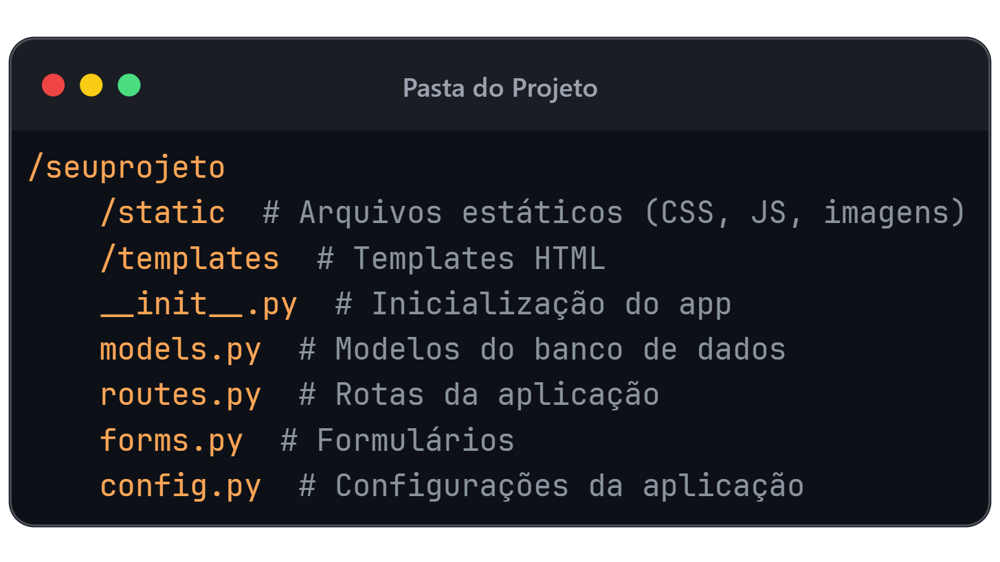 Pasta do Projeto
/seuprojeto
    /static  # Arquivos estáticos (CSS, JS, imagens)
    /templates  # Templates HTML
    __init__.py  # Inicialização do app
    models.py  # Modelos do banco de dados
    routes.py  # Rotas da aplicação
    forms.py  # Formulários
    config.py  # Configurações da aplicação